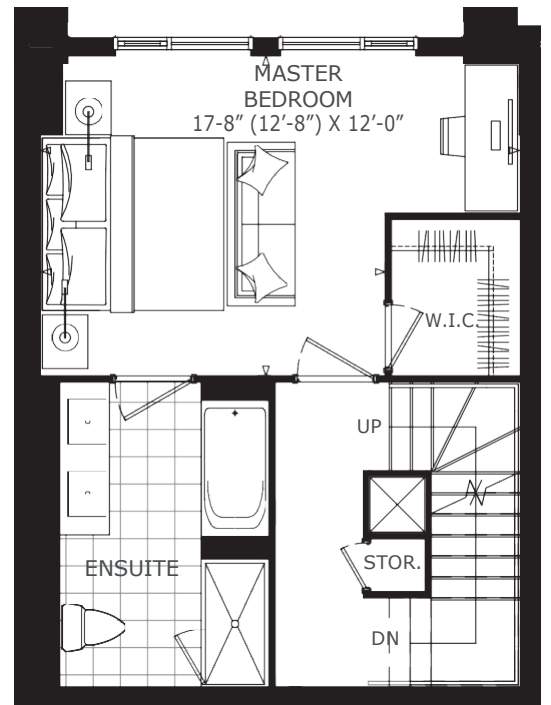 MASTER
BEDROOM
17-8” (12’-8”) X 12’-0”
W.I.C.
UP
STOR.
ENSUITE
DN